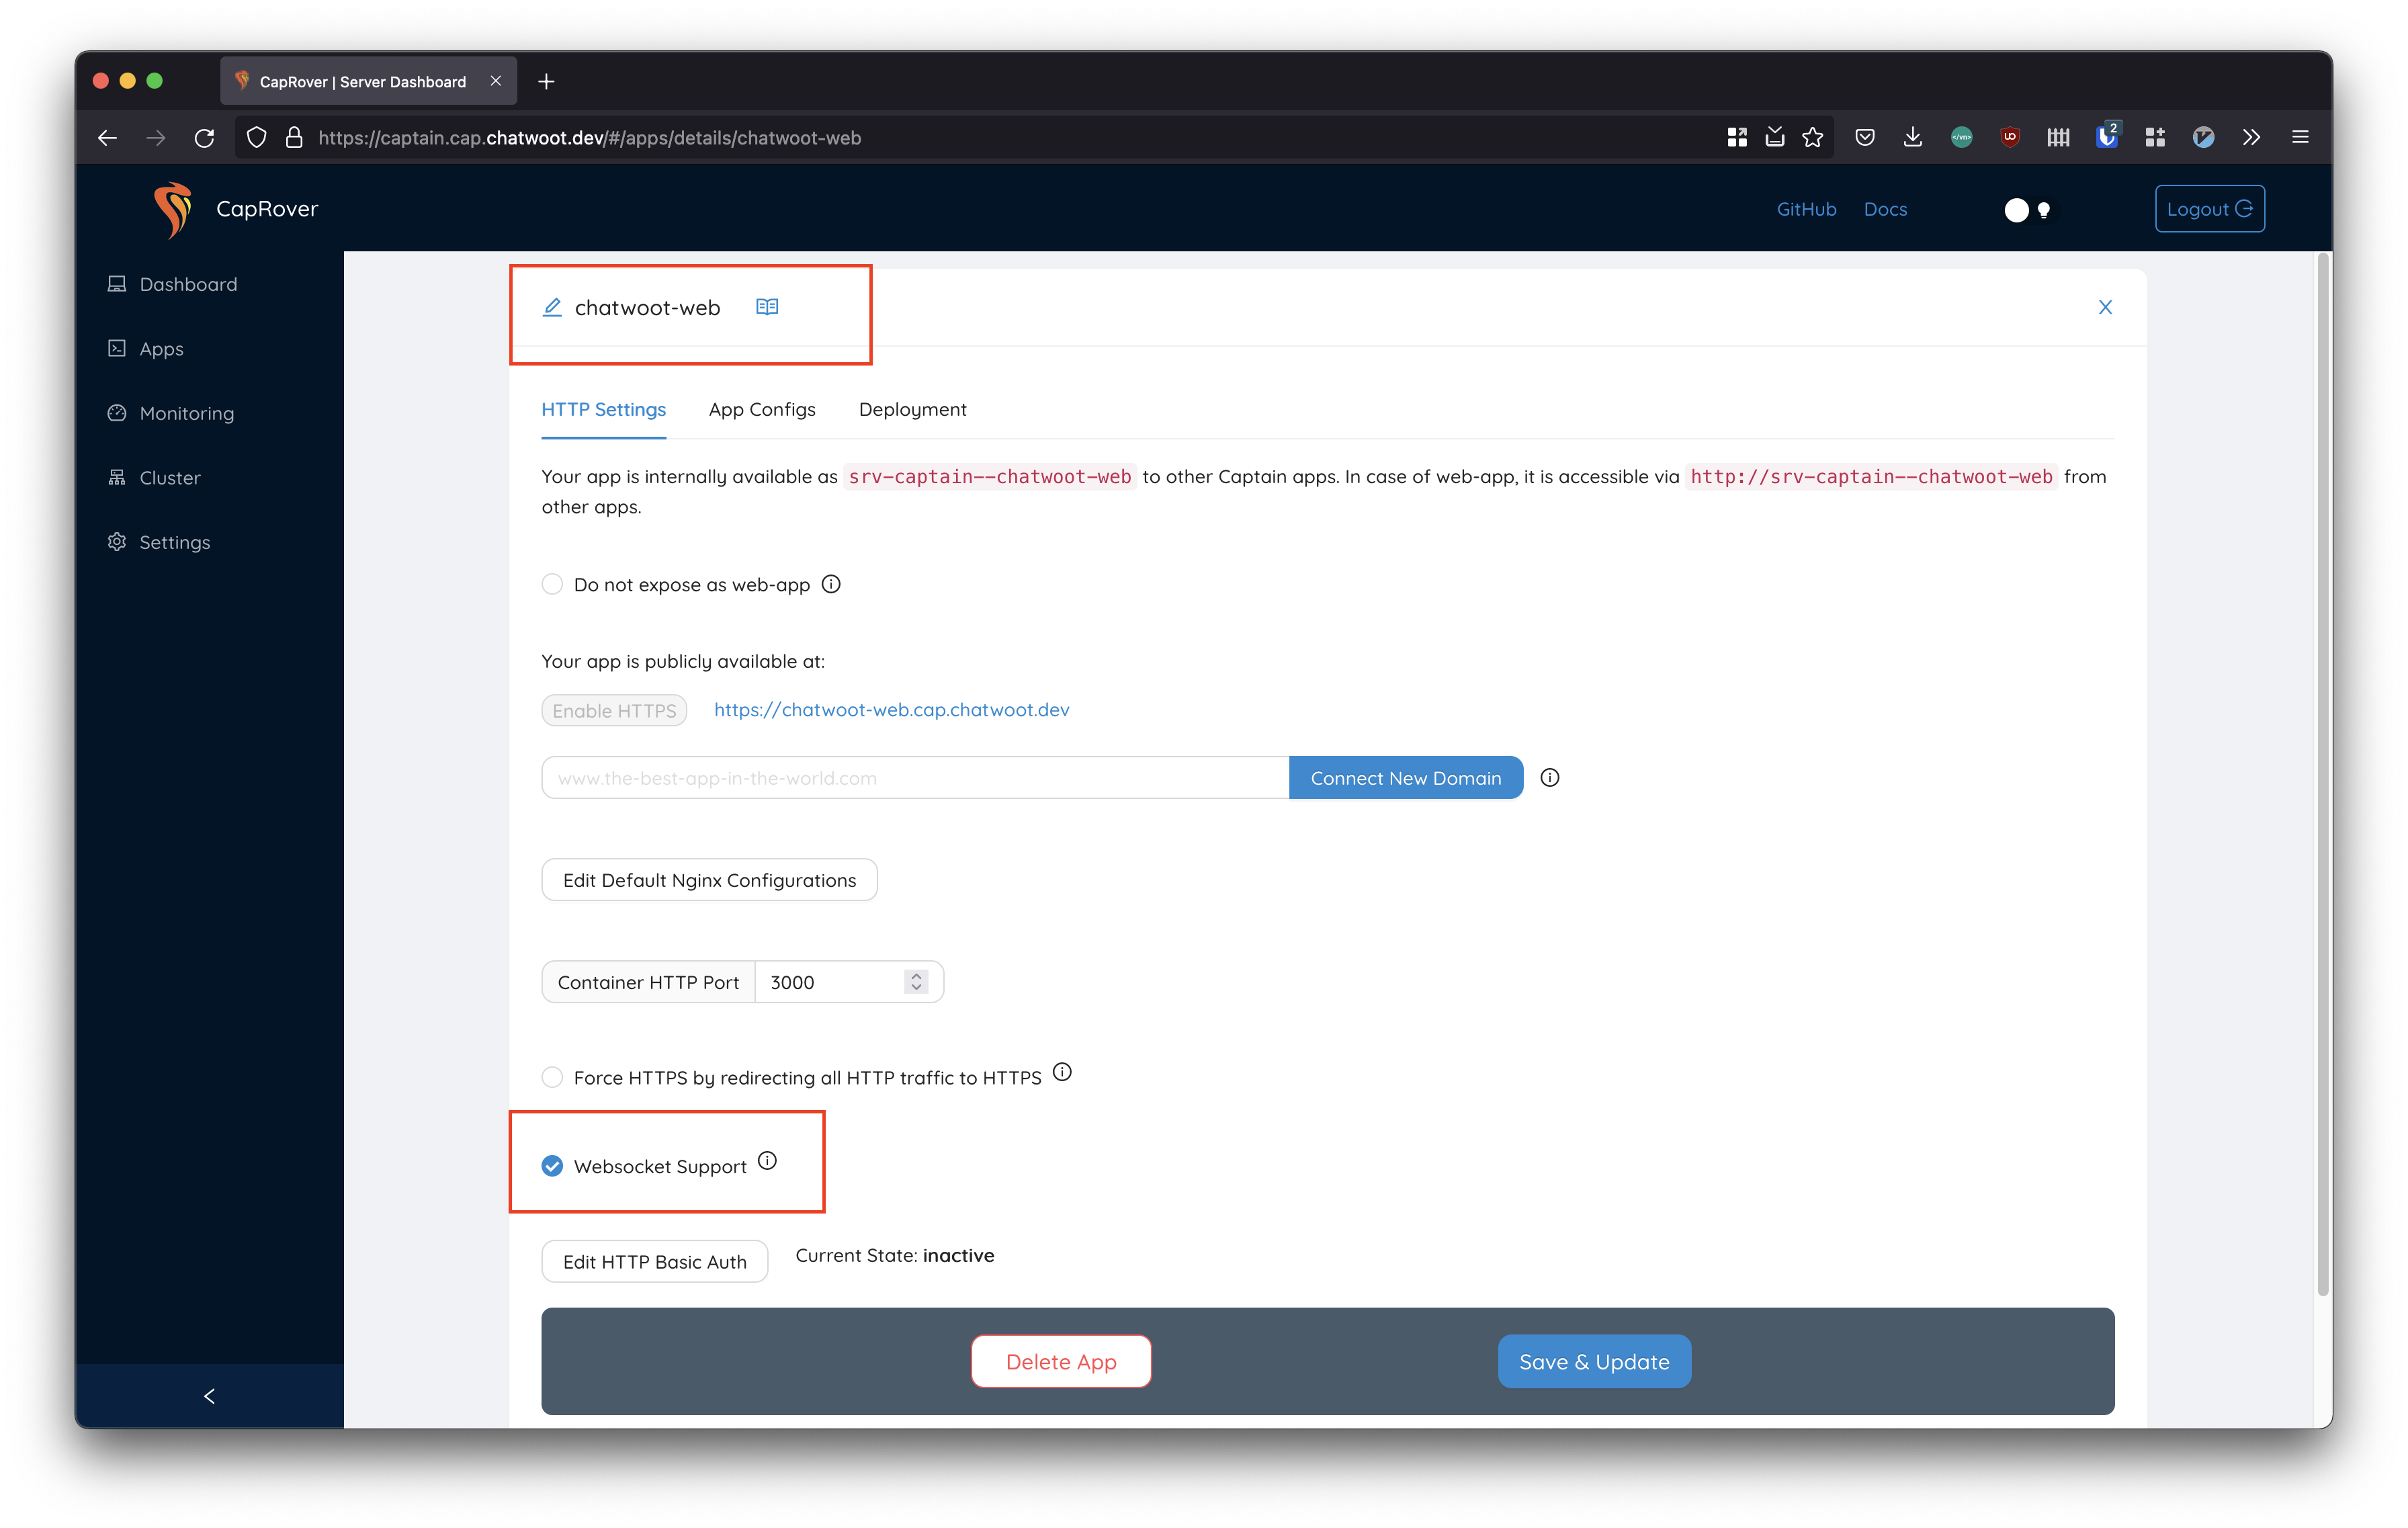 CapRover | Server Dashboard
https://captain.cap.chatwoot.dev/#/apps/details/chatwoot-web
</vn>
2
CapRover
GitHub
Docs
Logout
Dashboard
Apps
Monitoring
Cluster
Settings
chatwoot-web
HTTP Settings
App Configs
Deployment
Your app is internally available as srv-captain--chatwoot-web to other Captain apps. In case of web-app, it is accessible via http://srv-captain--chatwoot-web from
other apps.
Do not expose as web-app
Your app is publicly available at:
Enable HTTPS
https://chatwoot-web.cap.chatwoot.dev
www.the-best-app-in-the-world.com
Connect New Domain
Edit Default Nginx Configurations
Container HTTP Port
3000
Force HTTPS by redirecting all HTTP traffic to HTTPS
Websocket Support
Edit HTTP Basic Auth
Current State: inactive
Delete App
Save & Update